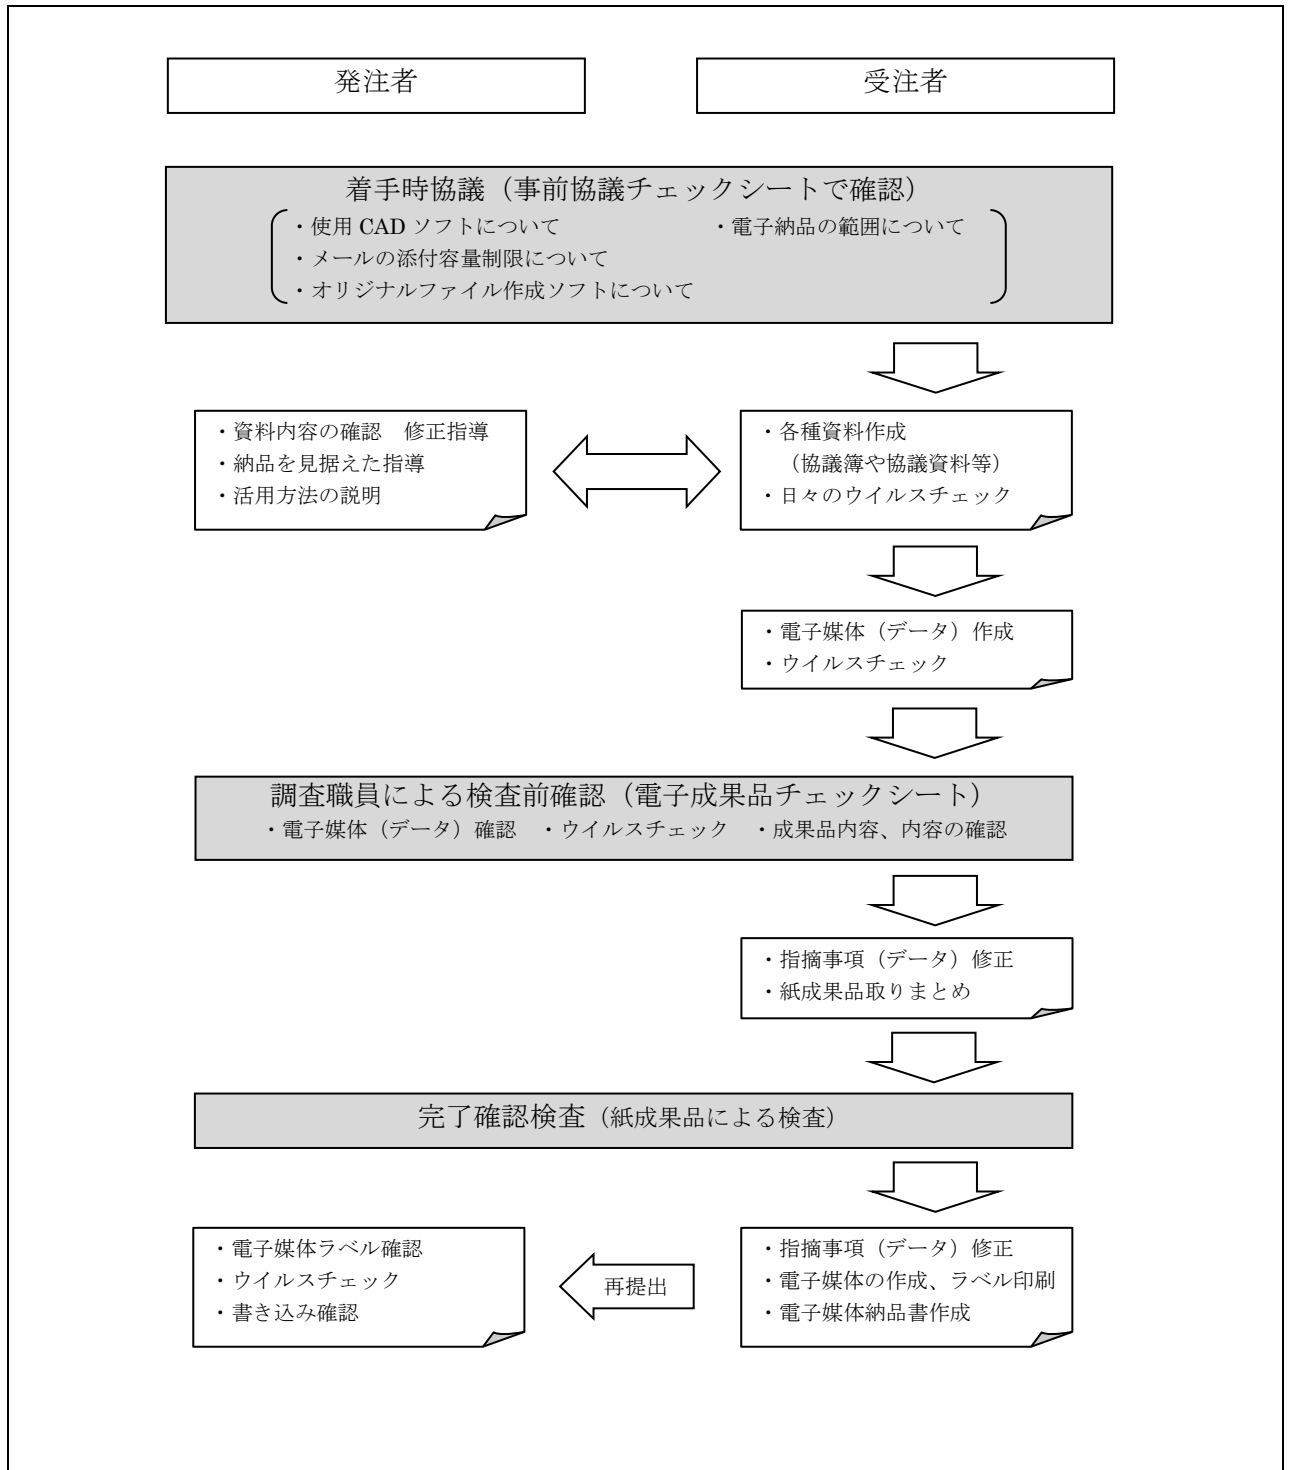 発注者
受注者
着手時協議（事前協議チェックシートで確認）
・使用 CAD ソフトについて
・電子納品の範囲について
・メールの添付容量制限について
・オリジナルファイル作成ソフトについて
・資料内容の確認　修正指導
・納品を見据えた指導
・活用方法の説明
・各種資料作成
（協議簿や協議資料等）
・日々のウイルスチェック
・電子媒体（データ）作成
・ウイルスチェック
調査職員による検査前確認（電子成果品チェックシート）
・電子媒体（データ）確認　・ウイルスチェック　・成果品内容、内容の確認
・指摘事項（データ）修正
・紙成果品取りまとめ
完了確認検査（紙成果品による検査）
・電子媒体ラベル確認
・ウイルスチェック
・書き込み確認
再提出
・指摘事項（データ）修正
・電子媒体の作成、ラベル印刷
・電子媒体納品書作成